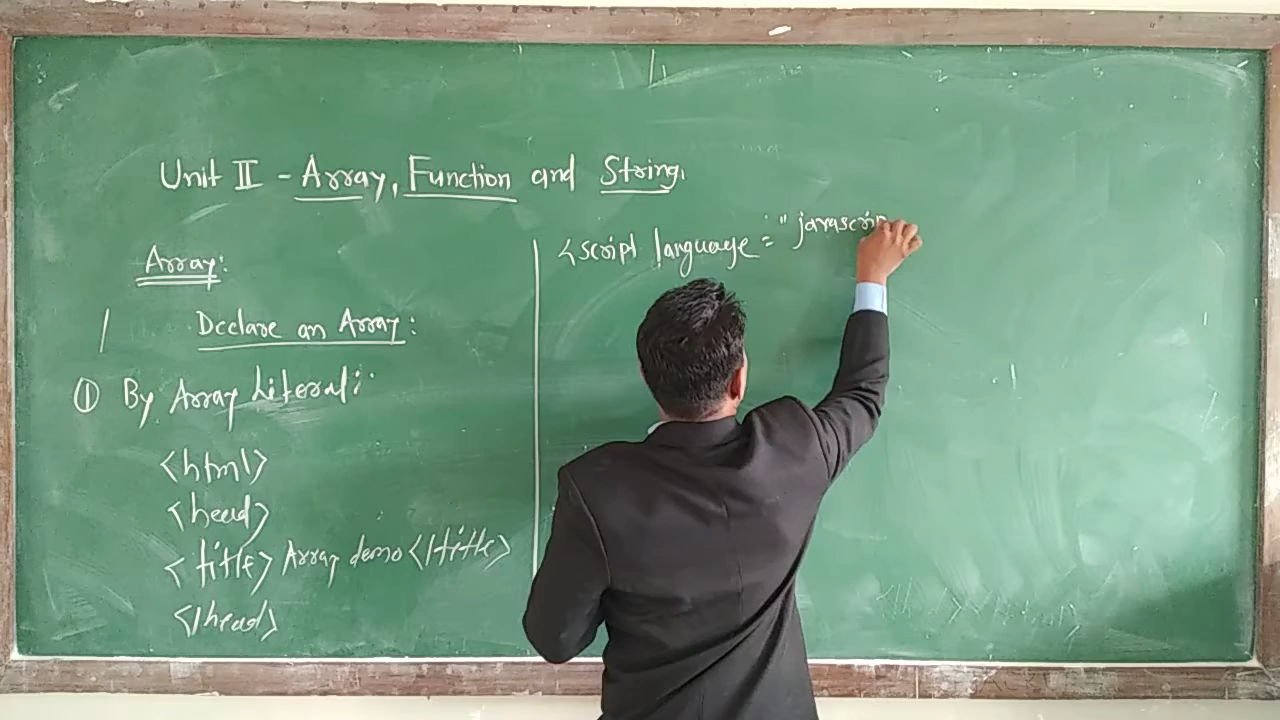 Unit II - Array, Function and String.
Array:
Declare an Array:
① By Array Literal:
<html>
<head>
<title> Array demo </title>
</head>
<script language = "javascrip